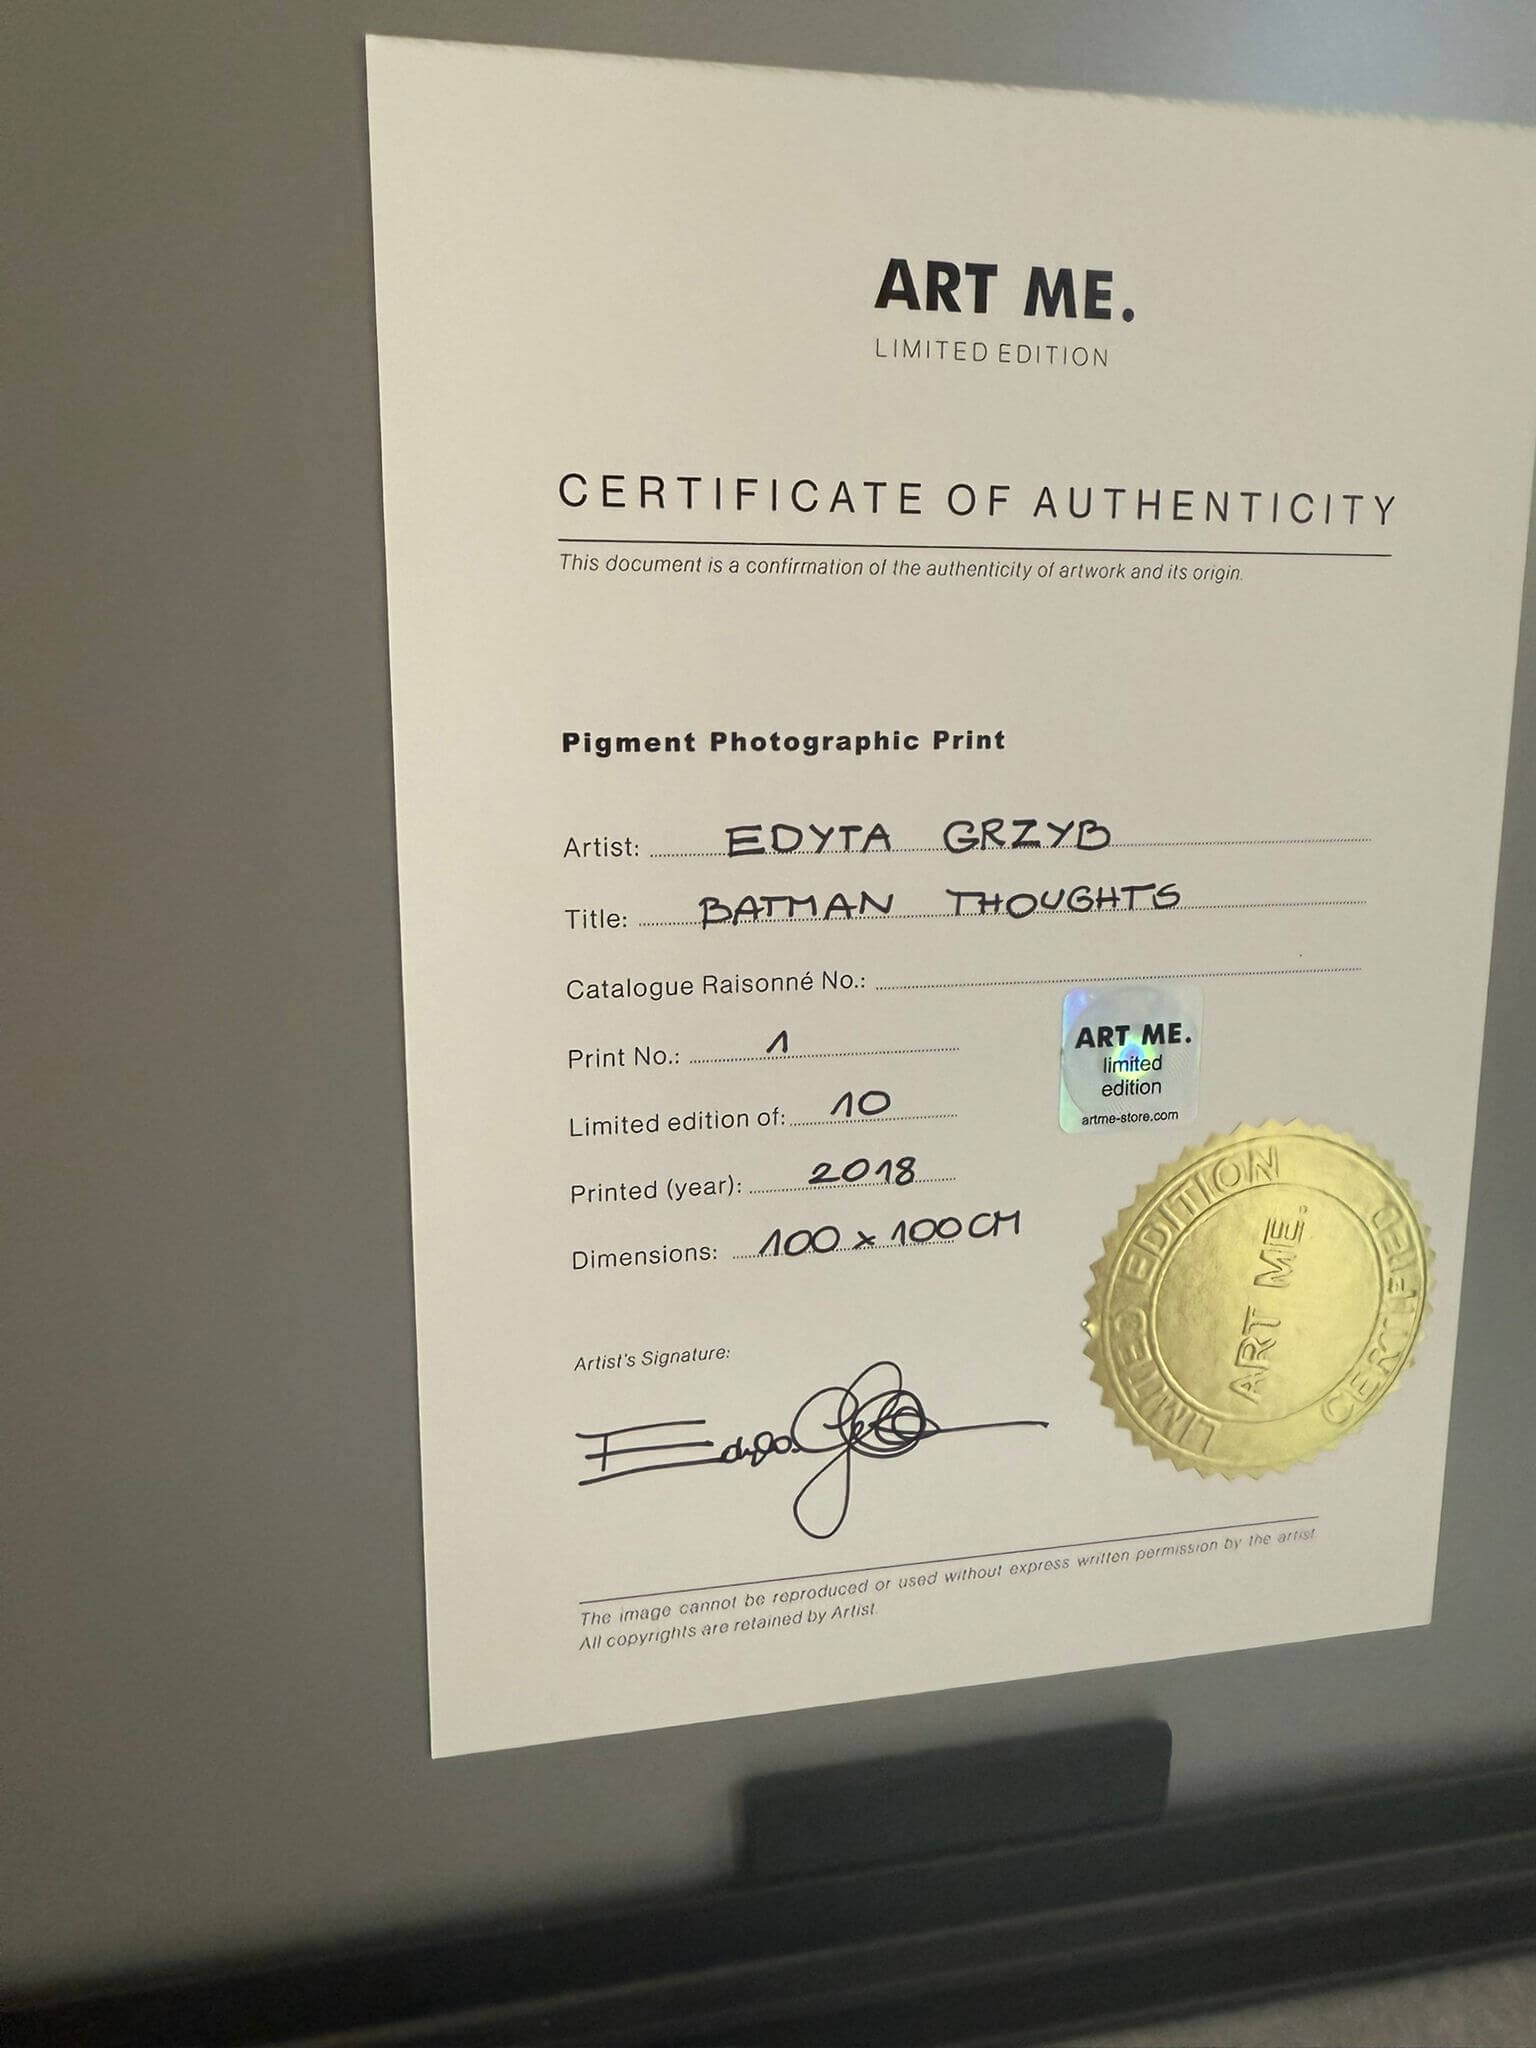 ART ME.
LIMITED EDITION
CERTIFICATE OF AUTHENTICITY
This document is a confirmation of the authenticity of artwork and its origin.
Pigment Photographic Print
Artist: EDYTA GRZYB
Title: BATMAN THOUGHTS
Catalogue Raisonné No.:
Print No.: 1
Limited edition of: 10
Printed (year): 2018
Dimensions: 100 x 100 CM
ART ME.
limited
edition
artme-store.com
LIMITED EDITION
CERTIFIED
ART ME.
Artist's Signature:
The image cannot be reproduced or used without express written permission by the artist.
All copyrights are retained by Artist.